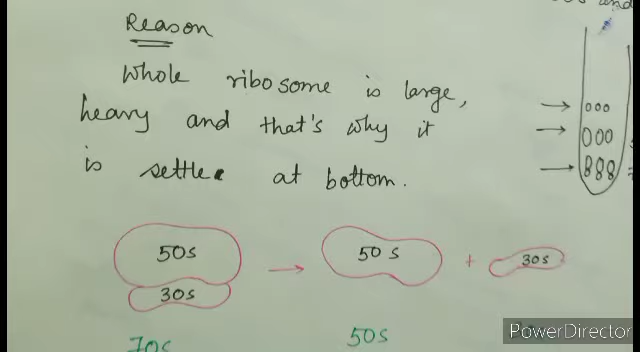 Reason
Whole ribosome is large,
heavy and that's why it
is settle at bottom.
50s
30s
50 s
+
30s
70s
50s
PowerDirector